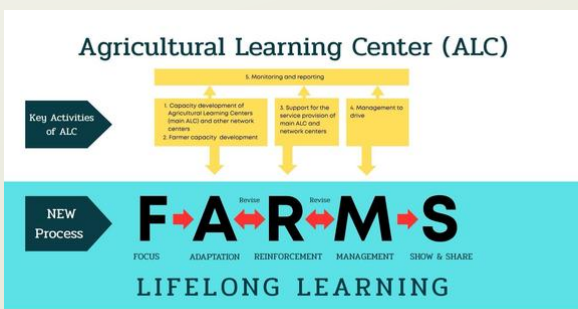 Agricultural Learning Center (ALC)
5. Monitoring and reporting
Key Activities
of ALC
1. Capacity development of
Agricultural Learning Centers
(main ALC) and other network
centers
2. Farmer capacity development
3. Support for the
service provision of
main ALC and
network centers
4. Management to
drive
NEW
Process
F A R M S
Revise Revise
FOCUS ADAPTATION REINFORCEMENT MANAGEMENT SHOW & SHARE
LIFELONG LEARNING